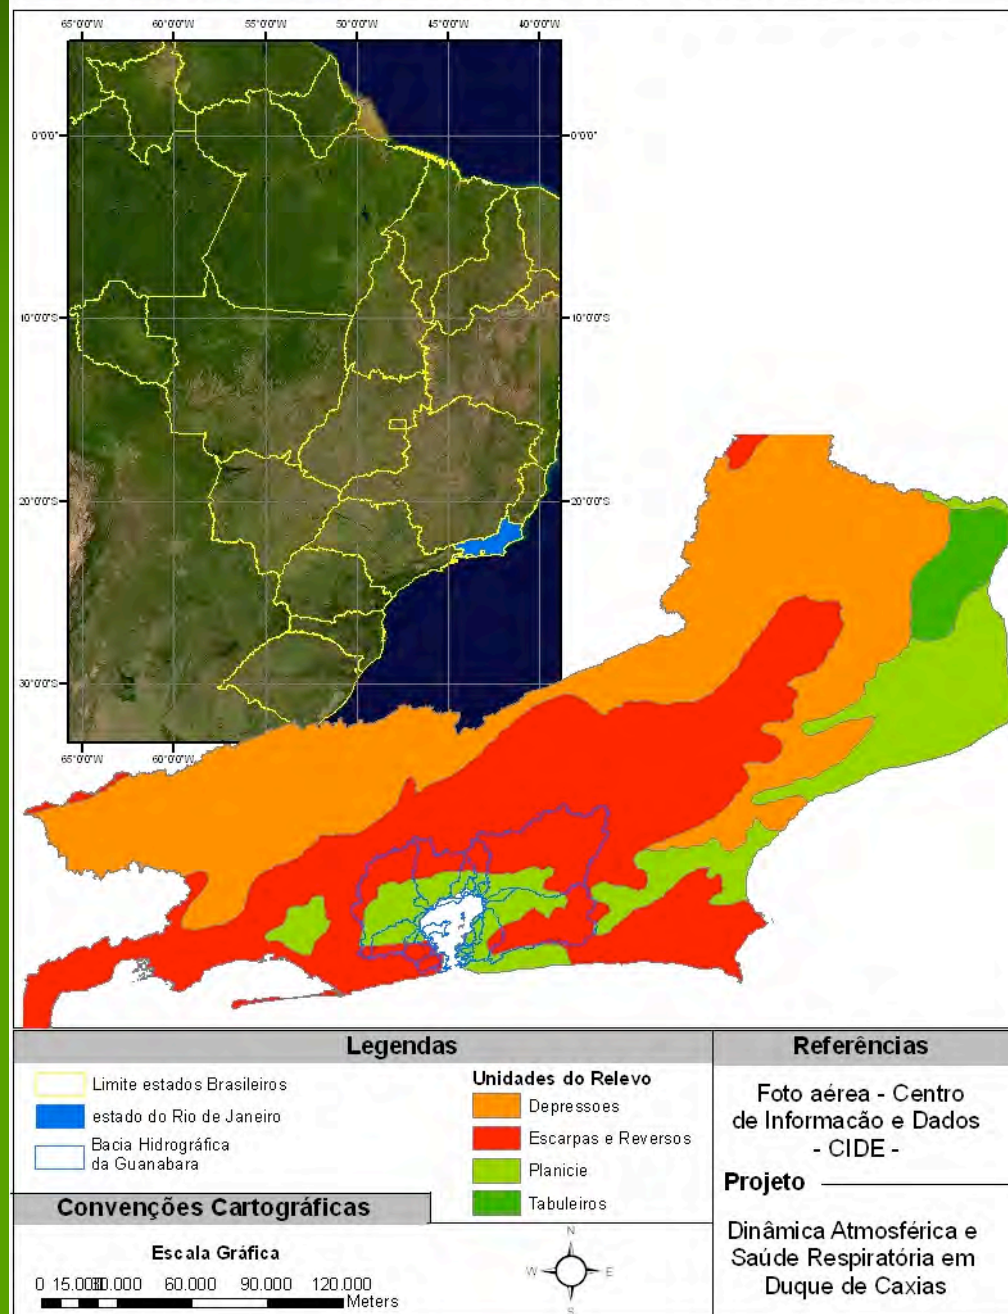 65°0'0"W 60°0'0"W 55°0'0"W 50°0'0"W 45°0'0"W 40°0'0"W
0°0'0" 0°0'0"
10°0'0"S 10°0'0"S
20°0'0"S 20°0'0"S
30°0'0"S
65°0'0"W 60°0'0"W
Legendas
Limite estados Brasileiros
estado do Rio de Janeiro
Bacia Hidrográfica
da Guanabara
Unidades do Relevo
Depressoes
Escarpas e Reversos
Planicie
Tabuleiros
Referências
Foto aérea - Centro
de Informacão e Dados
- CIDE -
Projeto
Dinâmica Atmosférica e
Saúde Respiratória em
Duque de Caxias
Convenções Cartográficas
Escala Gráfica
0 15.000 60.000 90.000 120.000
Meters
N
W E
S